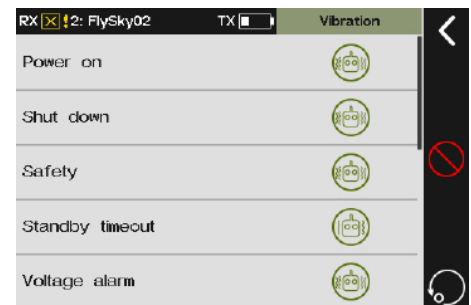 RX !2: FlySky02 TX Vibration
Power on
Shut down
Safety
Standby timeout
Voltage alarm